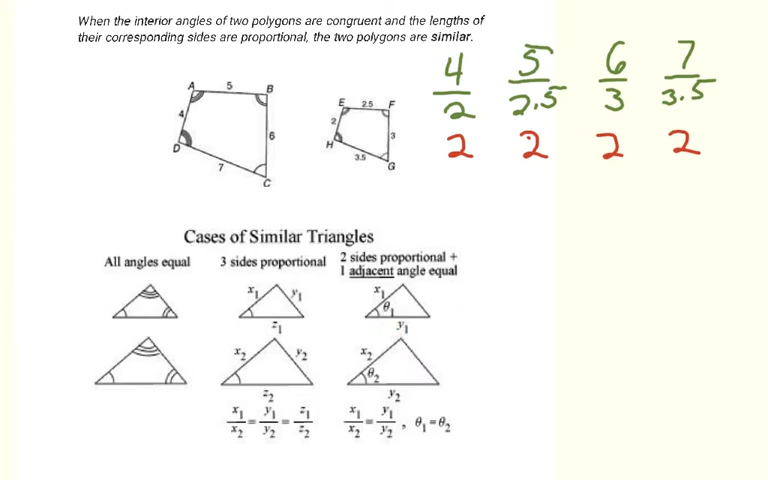 When the interior angles of two polygons are congruent and the lengths of
their corresponding sides are proportional, the two polygons are similar.
4/2 5/2.5 6/3 7/3.5
2 2 2 2
A 5 B
4 6
D 7 C
E 2.5 F
2 3
H 3.5 G
Cases of Similar Triangles
All angles equal
3 sides proportional
2 sides proportional +
1 adjacent angle equal
x₁ y₁
z₁
x₂ y₂
z₂
x₁/x₂ = y₁/y₂ = z₁/z₂
x₁ θ₁
y₁
x₂ θ₂
y₂
x₁/x₂ = y₁/y₂ , θ₁=θ₂